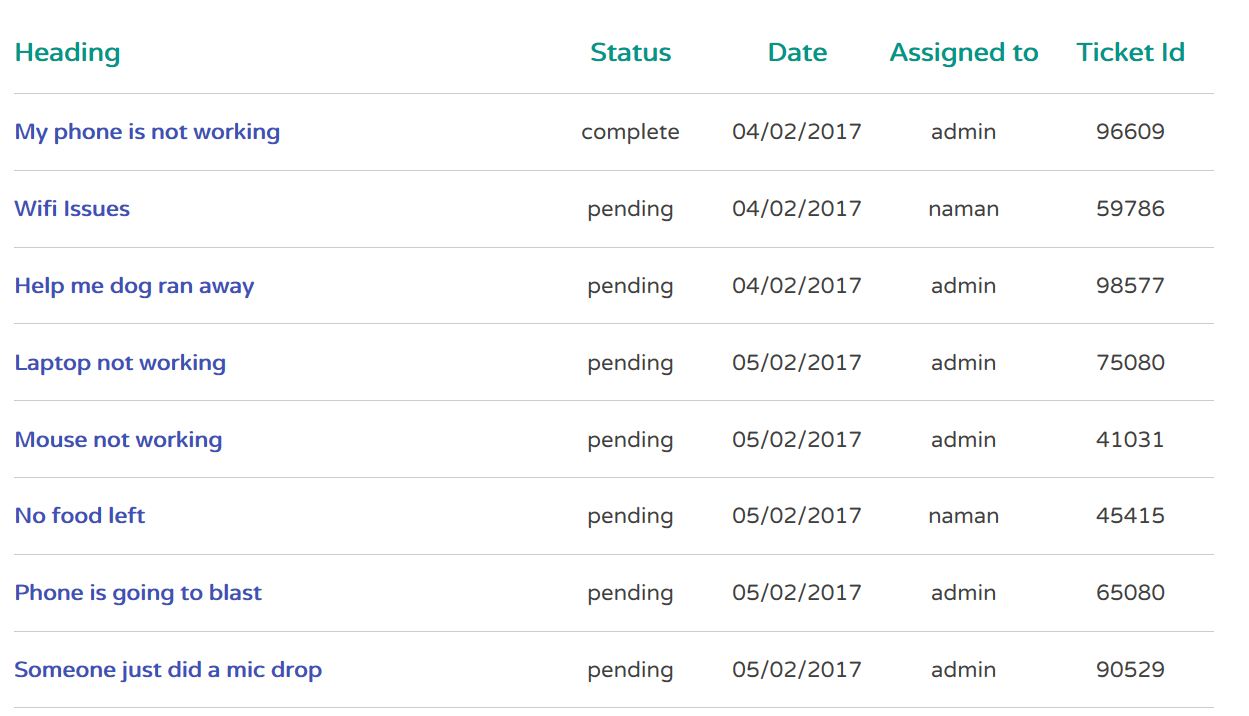 Heading Status Date Assigned to Ticket Id
My phone is not working complete 04/02/2017 admin 96609
Wifi Issues pending 04/02/2017 naman 59786
Help me dog ran away pending 04/02/2017 admin 98577
Laptop not working pending 05/02/2017 admin 75080
Mouse not working pending 05/02/2017 admin 41031
No food left pending 05/02/2017 naman 45415
Phone is going to blast pending 05/02/2017 admin 65080
Someone just did a mic drop pending 05/02/2017 admin 90529